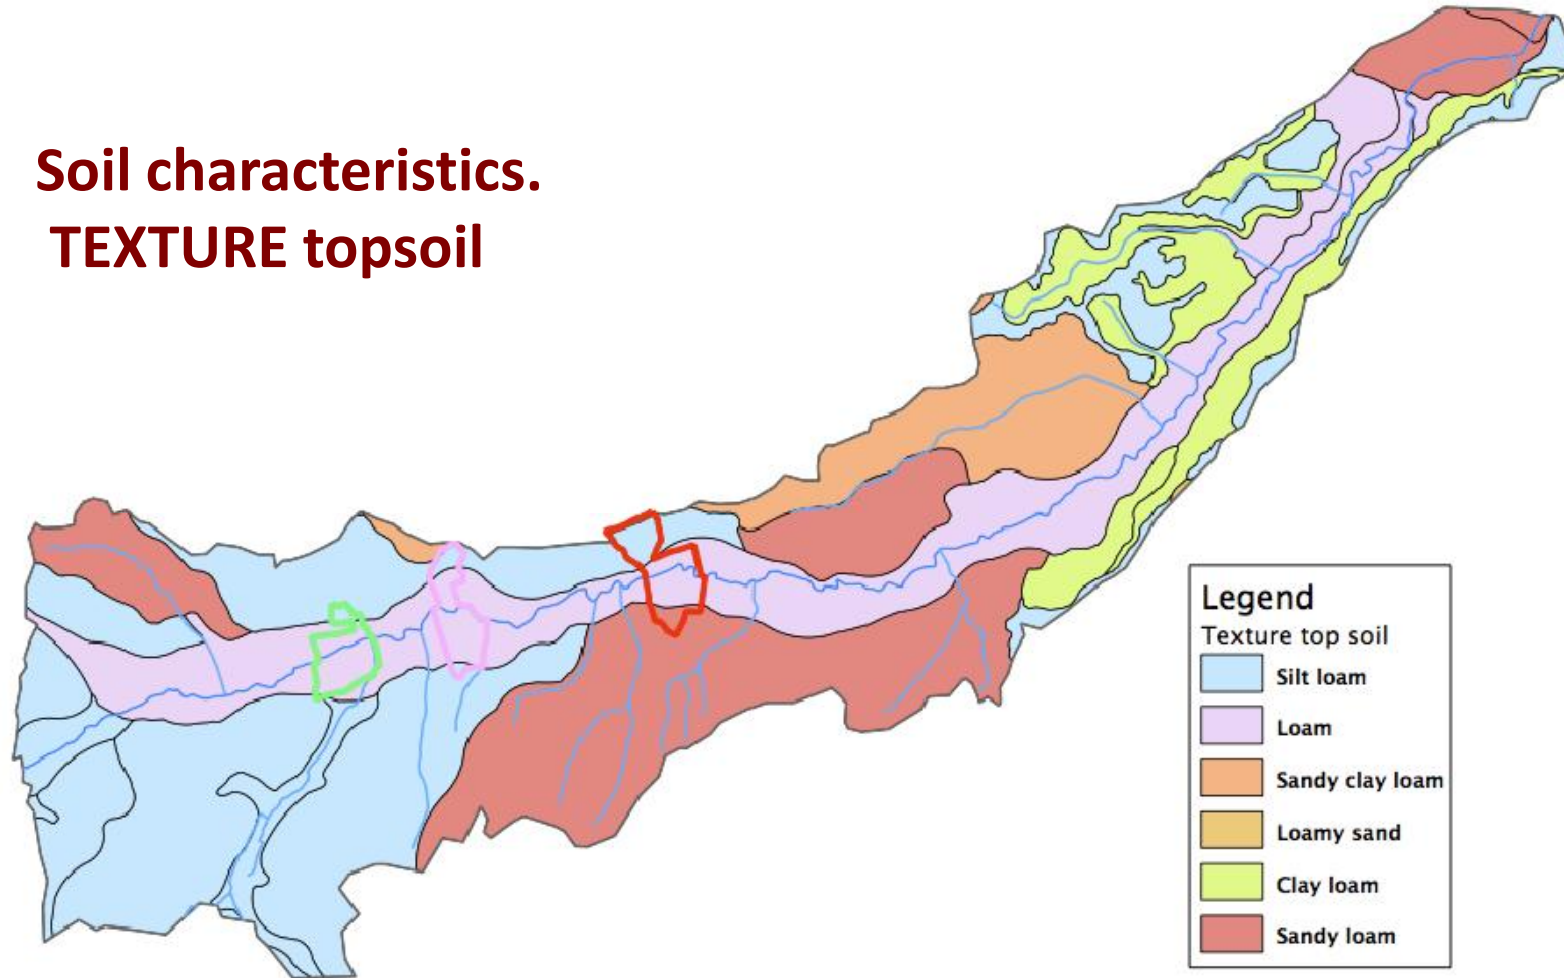 Soil characteristics.
TEXTURE topsoil
Legend
Texture top soil
Silt loam
Loam
Sandy clay loam
Loamy sand
Clay loam
Sandy loam